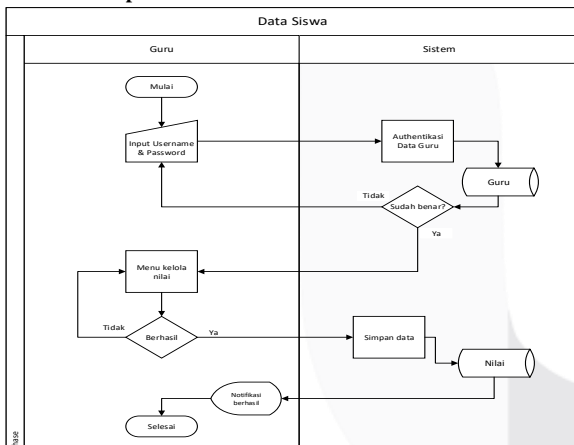 Data Siswa
Guru
Sistem
Mulai
Input Username
& Password
Authentikasi
Data Guru
Guru
Tidak
Sudah benar?
Ya
Menu kelola
nilai
Tidak
Berhasil
Ya
Simpan data
Nilai
Notifikasi
berhasil
Selesai